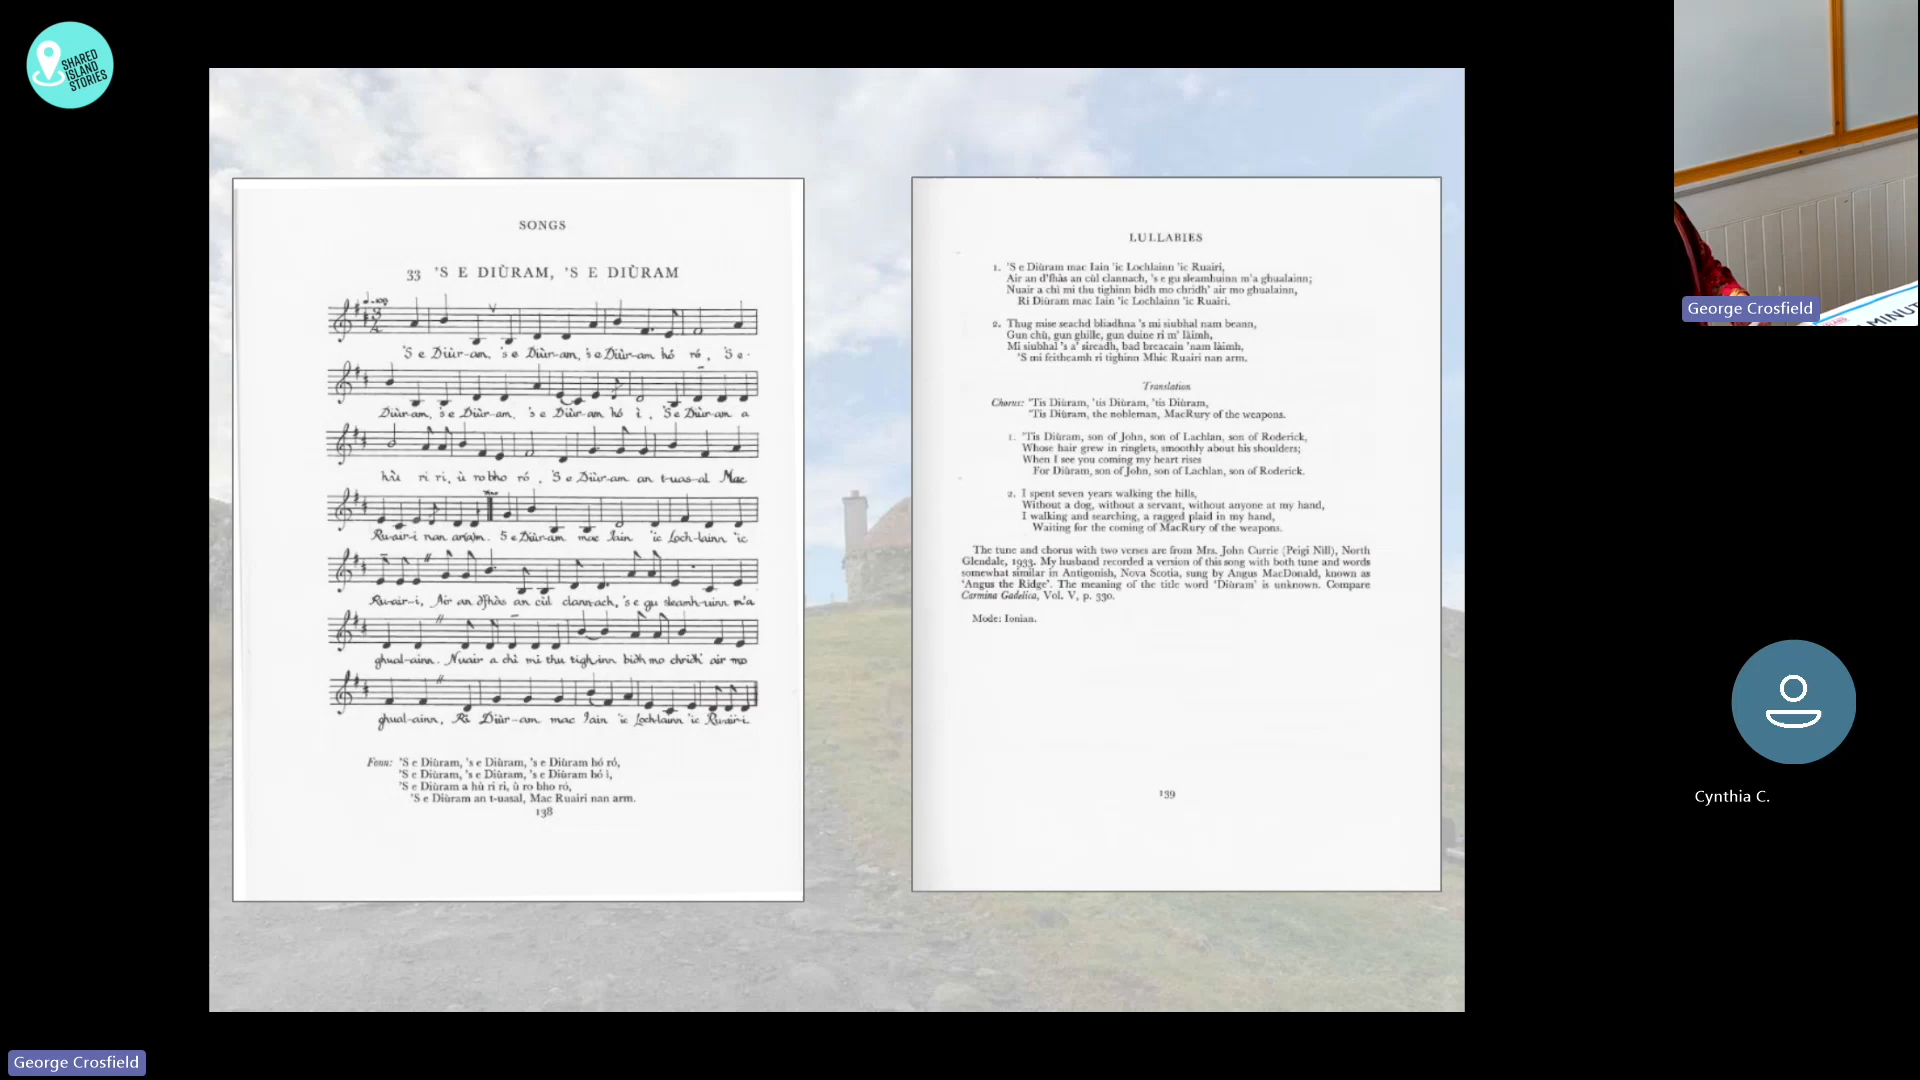 SHARED
ISLAND
STORIES
SONGS
33 'S E DIÙRAM, 'S E DIÙRAM
'S e Diùr-am, 's e Diùr-am, 's e Diùr-am hó ró, 'S e
Diùr-am, 's e Diùr-am, 's e Diùr-am hó ì, 'S e Diùr-am a
hù ri ri, ù ro bho ró, 'S e Diùr-am an t-uas-al Mac
Ru-air-i nan arm. 'S e Diùr-am mac Iain 'ic Loch-lainn 'ic
Ru-air-i, Air an d'fhàs an cùl clannach, 's e gu sleamh-uinn m'a
ghual-ainn. Nuair a chì mi thu tigh-inn bidh mo chridh' air mo
ghual-ainn, Ri Diùr-am mac Iain 'ic Loch-lainn 'ic Ru-air-i.
Fonn: 'S e Diùram, 's e Diùram, 's e Diùram hó ró,
'S e Diùram, 's e Diùram, 's e Diùram hó ì,
'S e Diùram a hù ri ri, ù ro bho ró,
'S e Diùram an t-uasal, Mac Ruairi nan arm.
138
LULLABIES
1. 'S e Diùram mac Iain 'ic Lochlainn 'ic Ruairi,
Air an d'fhàs an cùl clannach, 's e gu sleamhuinn m'a ghualainn;
Nuair a chì mi thu tighinn bidh mo chridh' air mo ghualainn,
Ri Diùram mac Iain 'ic Lochlainn 'ic Ruairi.
2. Thug mise seachd bliadhna 's mi siubhal nam beann,
Gun chù, gun ghille, gun duine ri m' làimh,
Mi siubhal 's a' sireadh, bad breacain 'nam làimh,
'S mi feitheamh ri tighinn Mhic Ruairi nan arm.
Translation
Chorus: 'Tis Diùram, 'tis Diùram, 'tis Diùram,
'Tis Diùram, the nobleman, MacRury of the weapons.
1. 'Tis Diùram, son of John, son of Lachlan, son of Roderick,
Whose hair grew in ringlets, smoothly about his shoulders;
When I see you coming my heart rises
For Diùram, son of John, son of Lachlan, son of Roderick.
2. I spent seven years walking the hills,
Without a dog, without a servant, without anyone at my hand,
I walking and searching, a ragged plaid in my hand,
Waiting for the coming of MacRury of the weapons.
The tune and chorus with two verses are from Mrs. John Currie (Peigi Nill), North
Glendale, 1933. My husband recorded a version of this song with both tune and words
somewhat similar in Antigonish, Nova Scotia, sung by Angus MacDonald, known as
'Angus the Ridge'. The meaning of the title word 'Diùram' is unknown. Compare
Carmina Gadelica, Vol. V, p. 330.
Mode: Ionian.
139
George Crosfield
Cynthia C.
George Crosfield